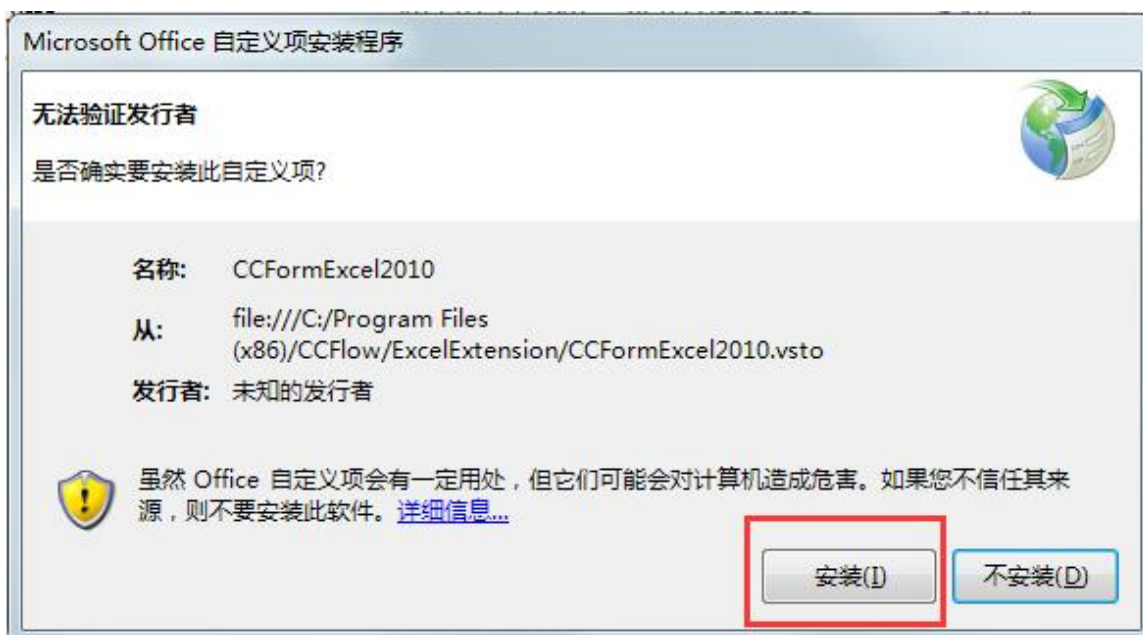 Microsoft Office 自定义项安装程序
无法验证发行者
是否确实要安装此自定义项?
名称: CCFormExcel2010
从: file:///C:/Program Files
(x86)/CCFlow/ExcelExtension/CCFormExcel2010.vsto
发行者: 未知的发行者
虽然 Office 自定义项会有一定用处，但它们可能会对计算机造成危害。如果您不信任其来
源，则不要安装此软件。详细信息...
安装(I) 不安装(D)